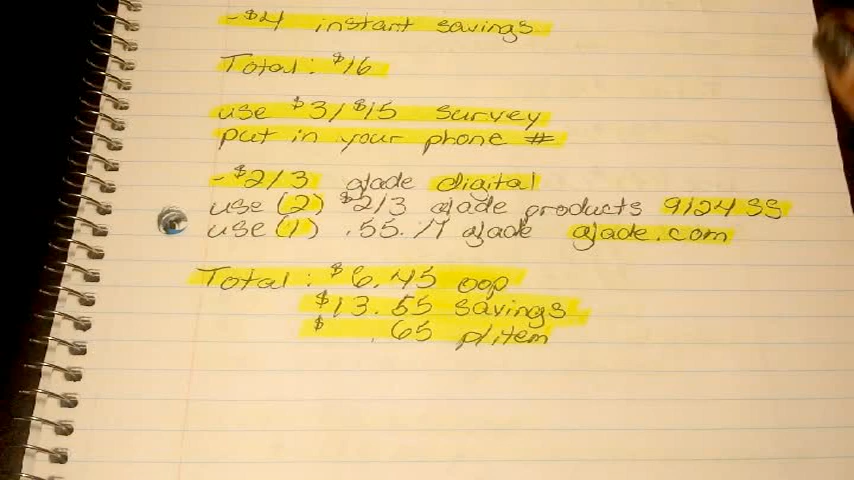 -$4 instant savings
Total: $16
use $3/$15 survey
put in your phone #
-$2/3 glade digital
use (2) $2/3 glade products 9/24 SS
use (1) .55./1 glade glade.com
Total: $6.45 oop
$13.55 savings
$ .65 p/item